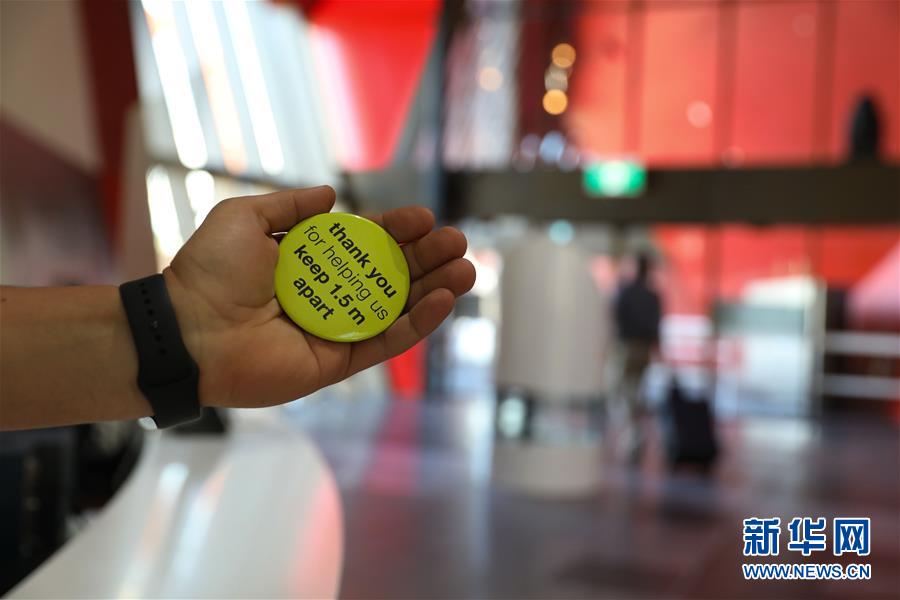 thank you
for helping us
keep 1.5 m
apart
新华网
WWW.NEWS.CN